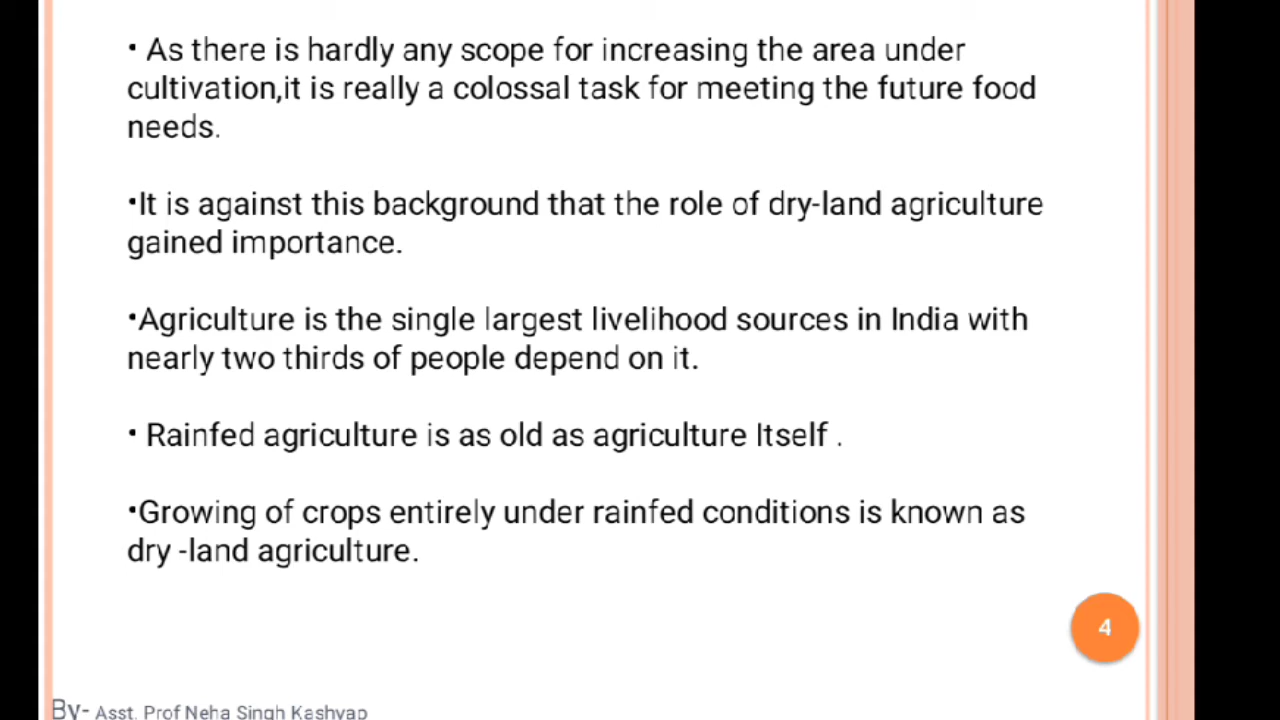 • As there is hardly any scope for increasing the area under
cultivation,it is really a colossal task for meeting the future food
needs.
•It is against this background that the role of dry-land agriculture
gained importance.
•Agriculture is the single largest livelihood sources in India with
nearly two thirds of people depend on it.
• Rainfed agriculture is as old as agriculture Itself .
•Growing of crops entirely under rainfed conditions is known as
dry -land agriculture.
4
By- Asst. Prof Neha Singh Kashyap